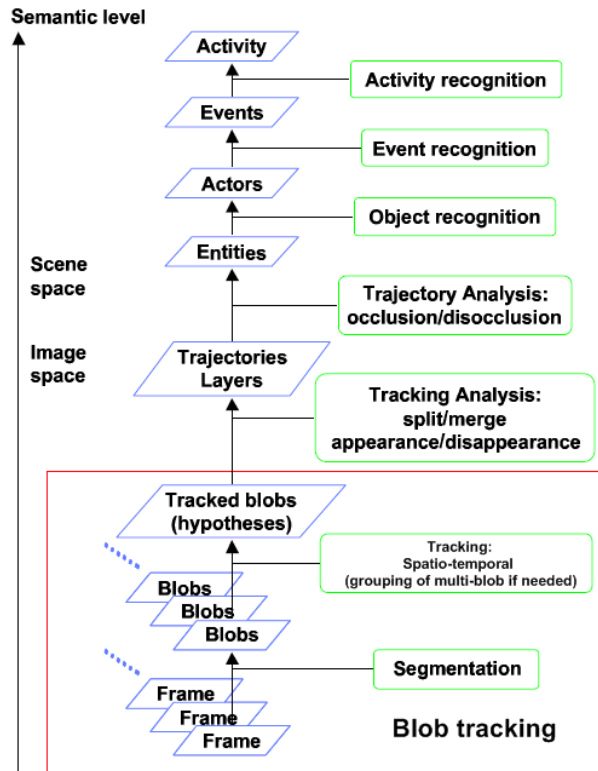 Semantic level
Activity
Activity recognition
Events
Event recognition
Actors
Object recognition
Entities
Scene
space
Trajectory Analysis:
occlusion/disocclusion
Image
space
Trajectories
Layers
Tracking Analysis:
split/merge
appearance/disappearance
Tracked blobs
(hypotheses)
Tracking:
Spatio-temporal
(grouping of multi-blob if needed)
Blobs
Blobs
Blobs
Segmentation
Frame
Frame
Frame
Blob tracking